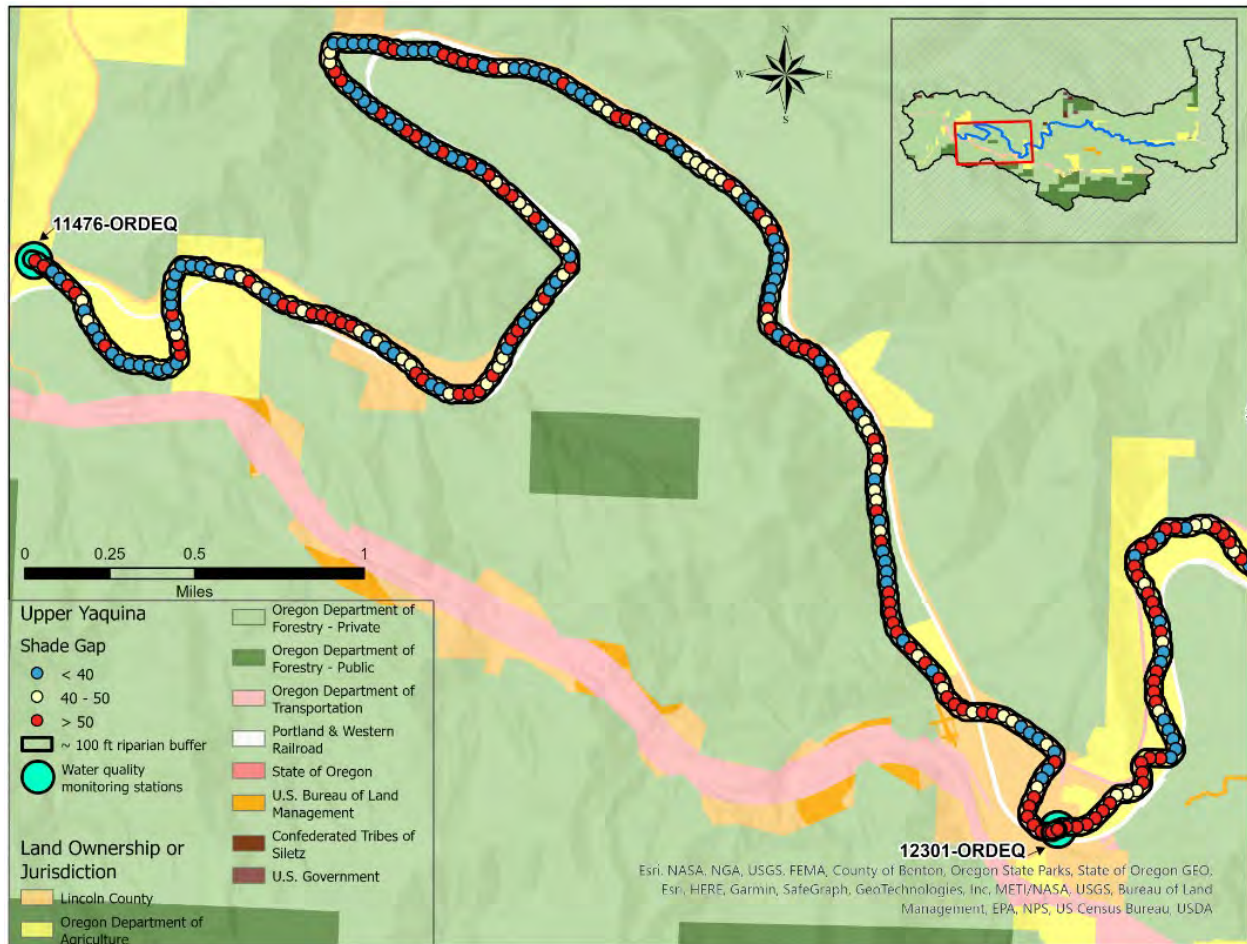 N
W
E
S
11476-ORDEQ
0 0.25 0.5 1
Miles
Upper Yaquina
Shade Gap
< 40
40 - 50
> 50
~ 100 ft riparian buffer
Water quality
monitoring stations
Land Ownership or
Jurisdiction
Lincoln County
Oregon Department of
Agriculture
Oregon Department of
Forestry - Private
Oregon Department of
Forestry - Public
Oregon Department of
Transportation
Portland & Western
Railroad
State of Oregon
U.S. Bureau of Land
Management
Confederated Tribes of
Siletz
U.S. Government
12301-ORDEQ
Esri, NASA, NGA, USGS, FEMA, County of Benton, Oregon State Parks, State of Oregon GEO,
Esri, HERE, Garmin, SafeGraph, GeoTechnologies, Inc, METI/NASA, USGS, Bureau of Land
Management, EPA, NPS, US Census Bureau, USDA